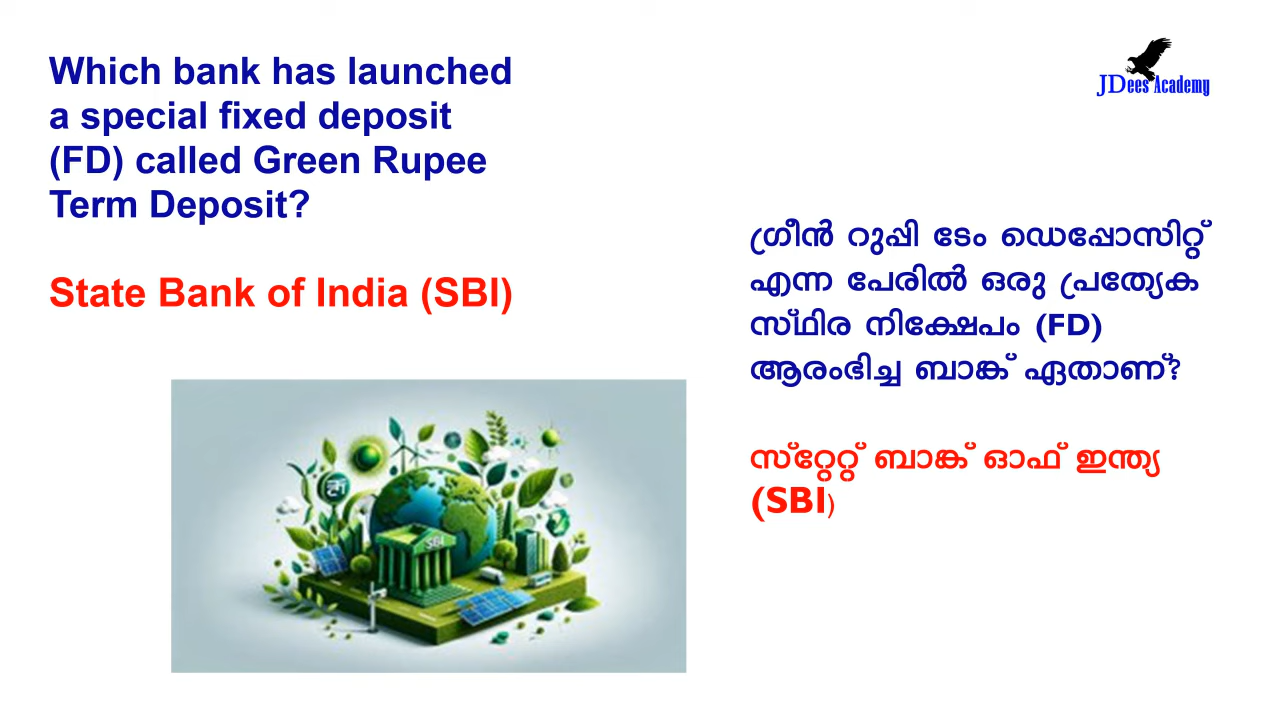 Which bank has launched
a special fixed deposit
(FD) called Green Rupee
Term Deposit?
State Bank of India (SBI)
JDees Academy
ഗ്രീൻ റുപ്പി ടേം ഡെപ്പോസിറ്റ്
എന്ന പേരിൽ ഒരു പ്രത്യേക
സ്ഥിര നിക്ഷേപം (FD)
ആരംഭിച്ച ബാങ്ക് ഏതാണ്?
സ്റ്റേറ്റ് ബാങ്ക് ഓഫ് ഇന്ത്യ
(SBI)
SBI